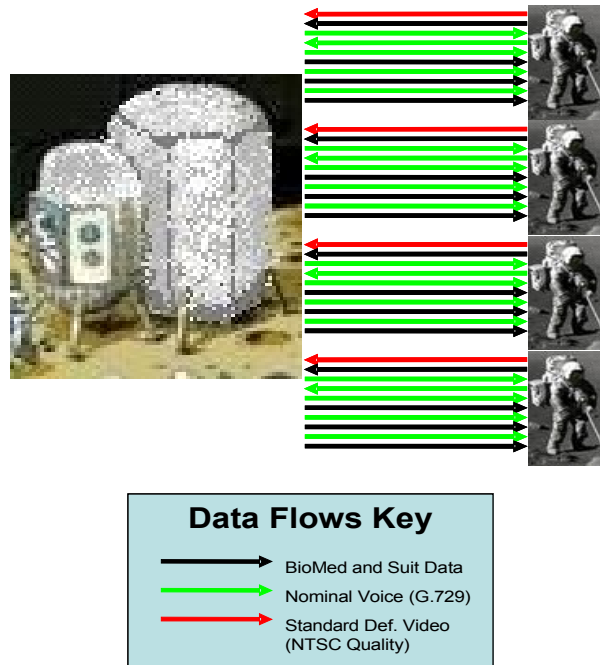 Data Flows Key
BioMed and Suit Data
Nominal Voice (G.729)
Standard Def. Video
(NTSC Quality)